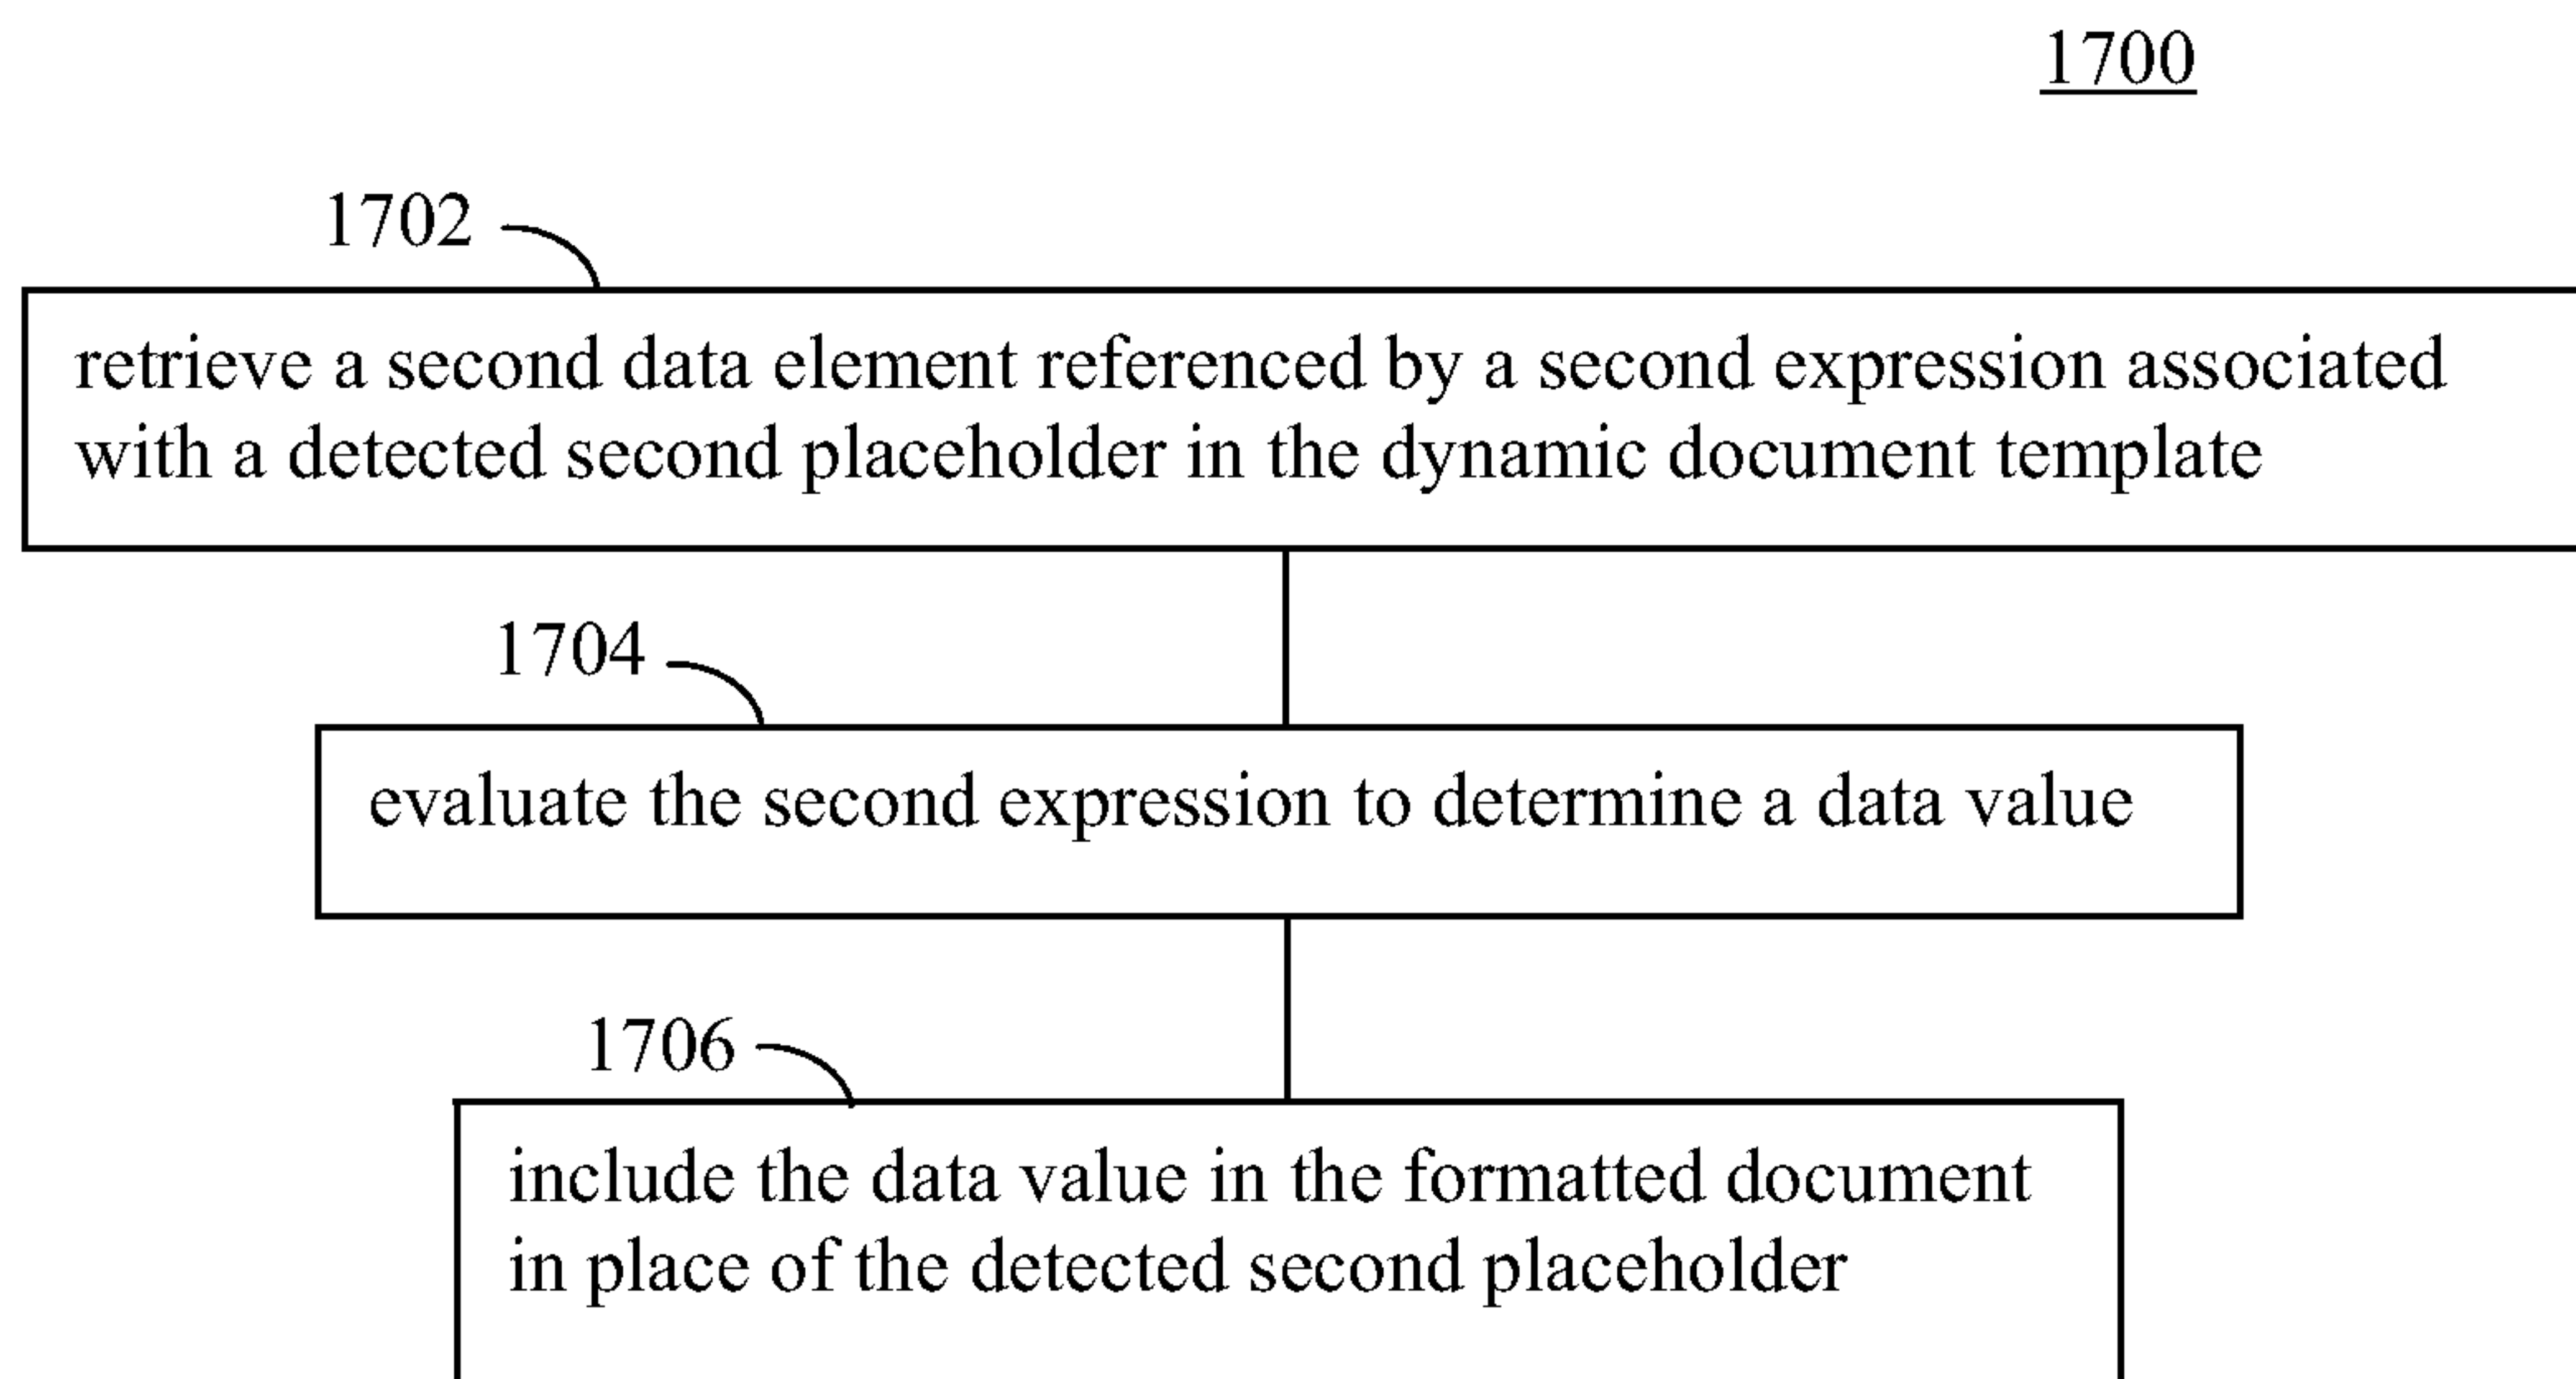 1700
1702
retrieve a second data element referenced by a second expression associated
with a detected second placeholder in the dynamic document template
1704
evaluate the second expression to determine a data value
1706
include the data value in the formatted document
in place of the detected second placeholder